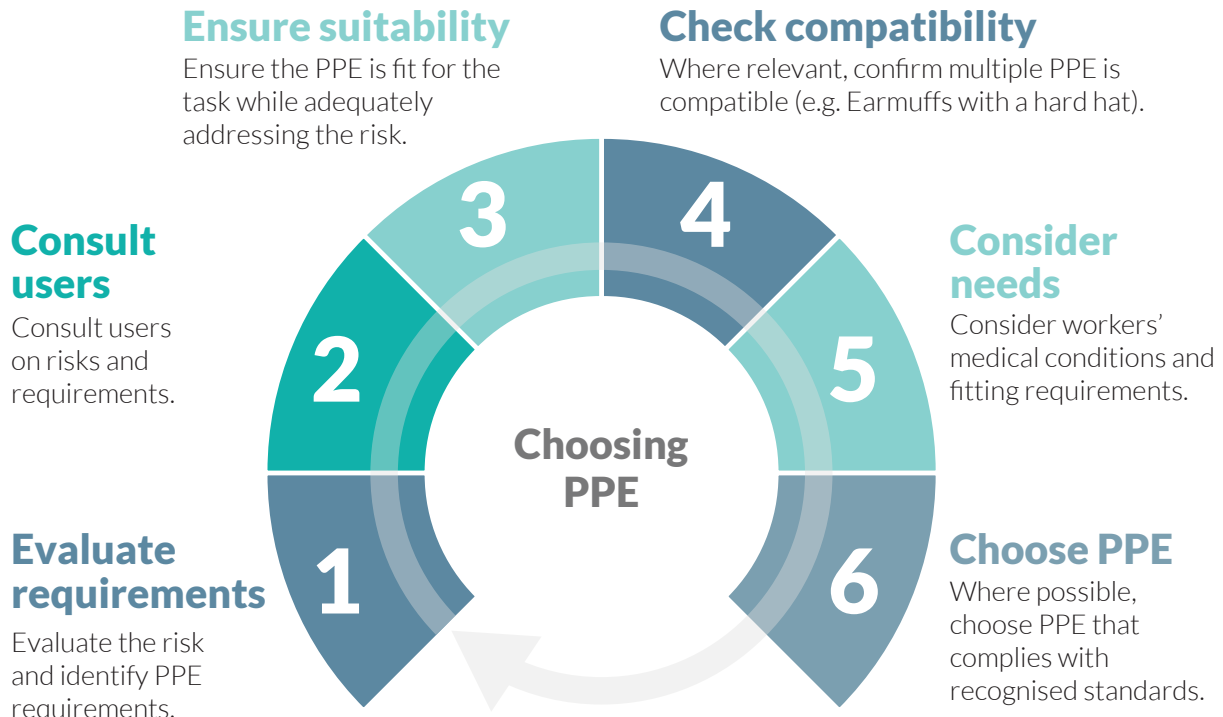 Choosing
PPE
1
Evaluate
requirements
Evaluate the risk
and identify PPE
requirements.
2
Consult
users
Consult users
on risks and
requirements.
3
Ensure suitability
Ensure the PPE is fit for the
task while adequately
addressing the risk.
4
Check compatibility
Where relevant, confirm multiple PPE is
compatible (e.g. Earmuffs with a hard hat).
5
Consider
needs
Consider workers’
medical conditions and
fitting requirements.
6
Choose PPE
Where possible,
choose PPE that
complies with
recognised standards.